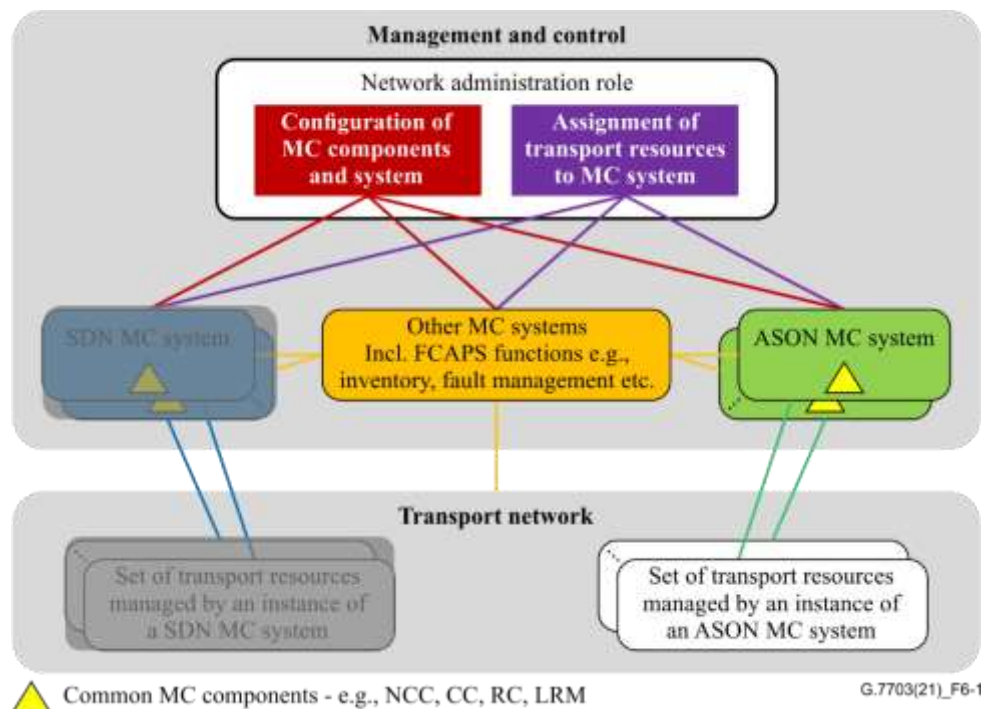 Management and control
Network administration role
Configuration of
MC components
and system
Assignment of
transport resources
to MC system
SDN MC system
Other MC systems
Incl. FCAPS functions e.g.,
inventory, fault management etc.
ASON MC system
Transport network
Set of transport resources
managed by an instance of
a SDN MC system
Set of transport resources
managed by an instance of
an ASON MC system
Common MC components - e.g., NCC, CC, RC, LRM
G.7703(21)_F6-1